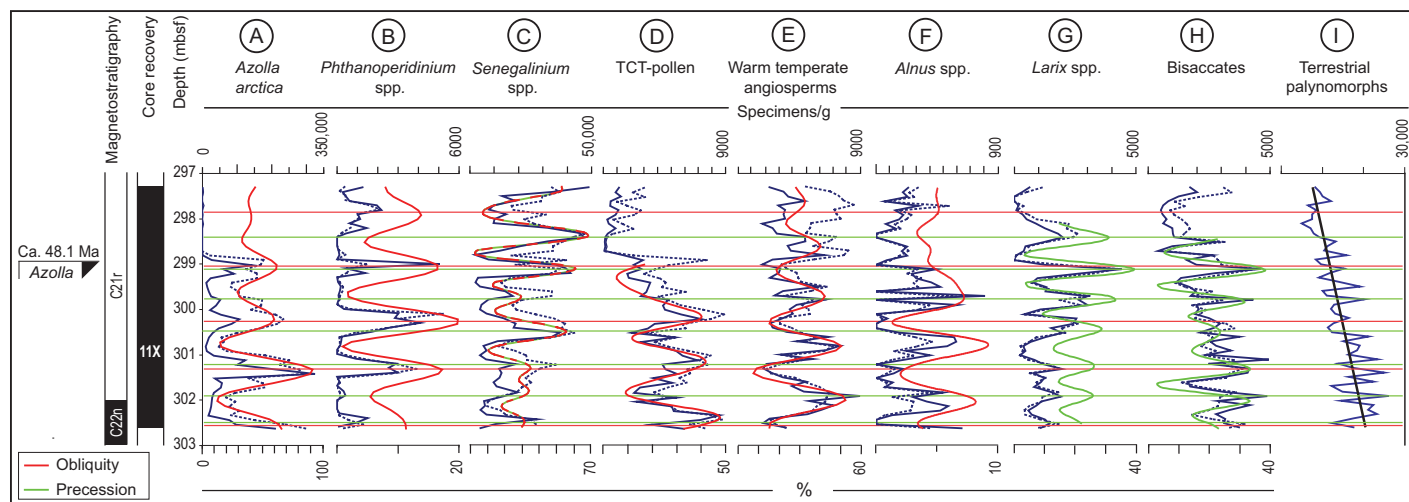 Magnetostratigraphy
Core recovery
Depth (mbsf)
A B C D E F G H I
Azolla arctica
Phthanoperidinium spp.
Senegalinium spp.
TCT-pollen
Warm temperate angiosperms
Alnus spp.
Larix spp.
Bisaccates
Terrestrial palynomorphs
Specimens/g
0 350,000 6000 50,000 9000 9000 900 5000 5000 30,000
297
298
299
300
301
302
303
Ca. 48.1 Ma
Azolla
C21r
C22n
11X
0 100 20 70 50 60 10 40 40
%
Obliquity
Precession